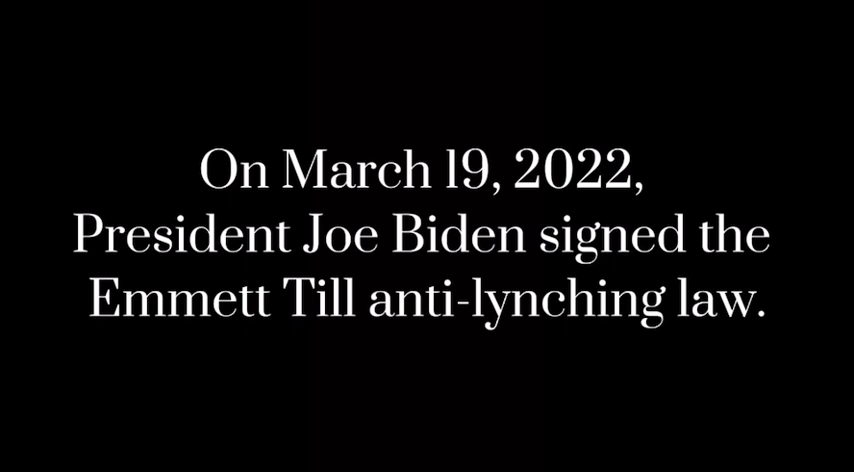 On March 19, 2022,
President Joe Biden signed the
Emmett Till anti-lynching law.